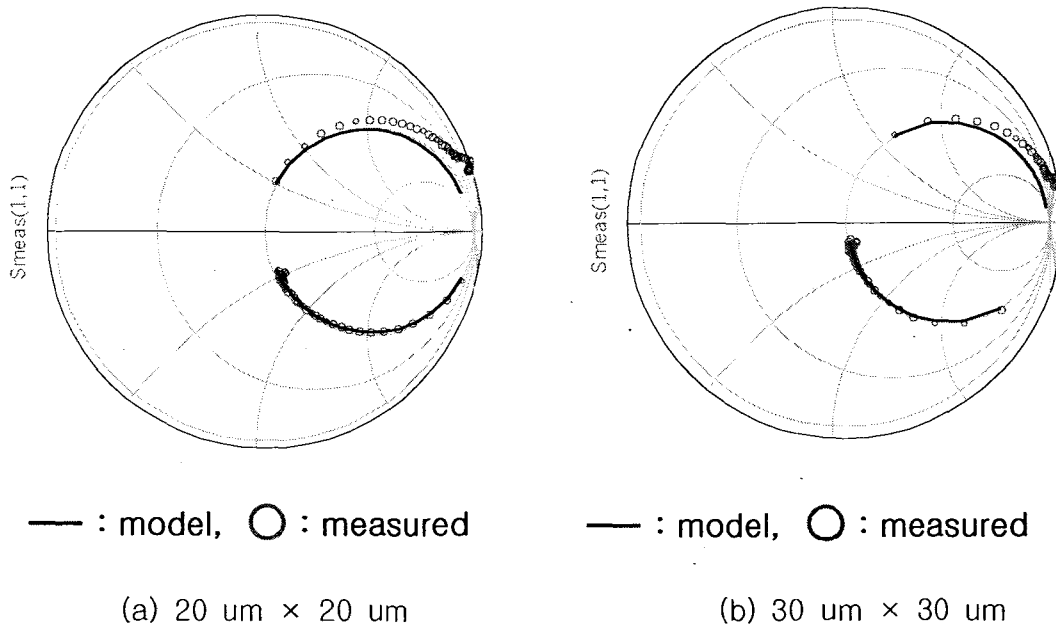 Smeas(1,1)
Smeas(1,1)
— : model, ○ : measured
— : model, ○ : measured
(a) 20 um × 20 um
(b) 30 um × 30 um